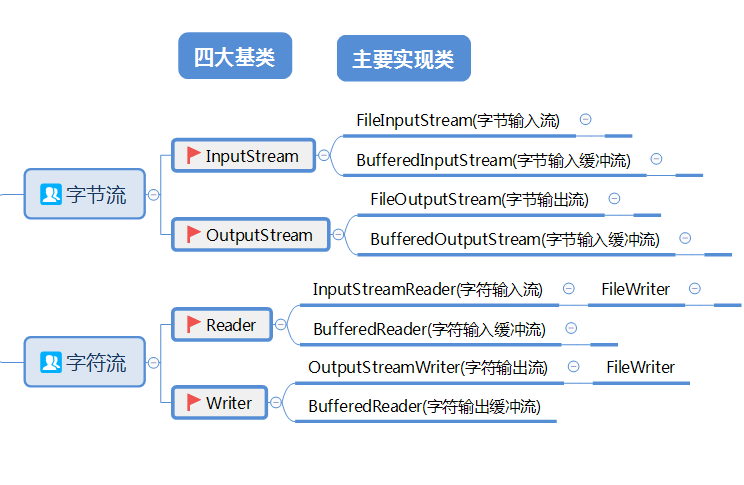 四大基类
主要实现类
字节流
InputStream
FileInputStream(字节输入流)
BufferedInputStream(字节输入缓冲流)
OutputStream
FileOutputStream(字节输出流)
BufferedOutputStream(字节输入缓冲流)
字符流
Reader
InputStreamReader(字符输入流)
FileWriter
BufferedReader(字符输入缓冲流)
Writer
OutputStreamWriter(字符输出流)
FileWriter
BufferedReader(字符输出缓冲流)